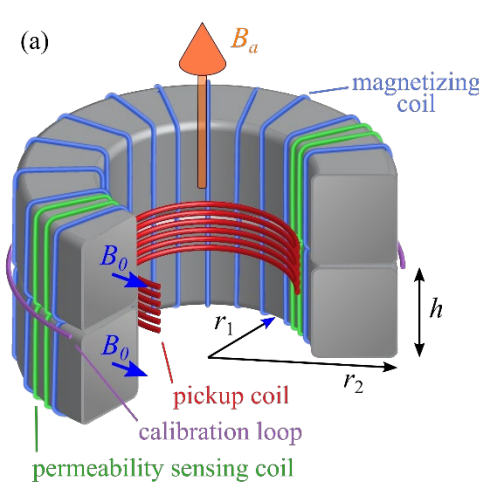 (a)
B_a
magnetizing
coil
B_0
B_0
r_1
h
r_2
pickup coil
calibration loop
permeability sensing coil